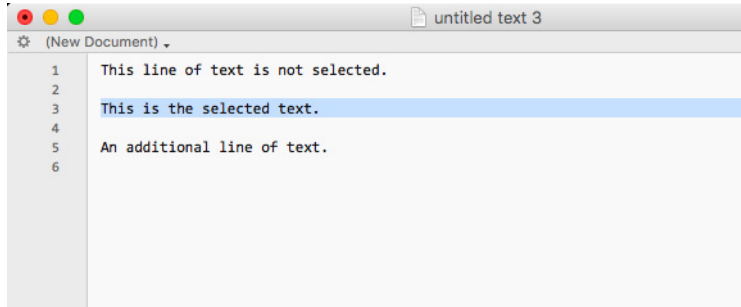 untitled text 3
(New Document)
1 This line of text is not selected.
2
3 This is the selected text.
4
5 An additional line of text.
6